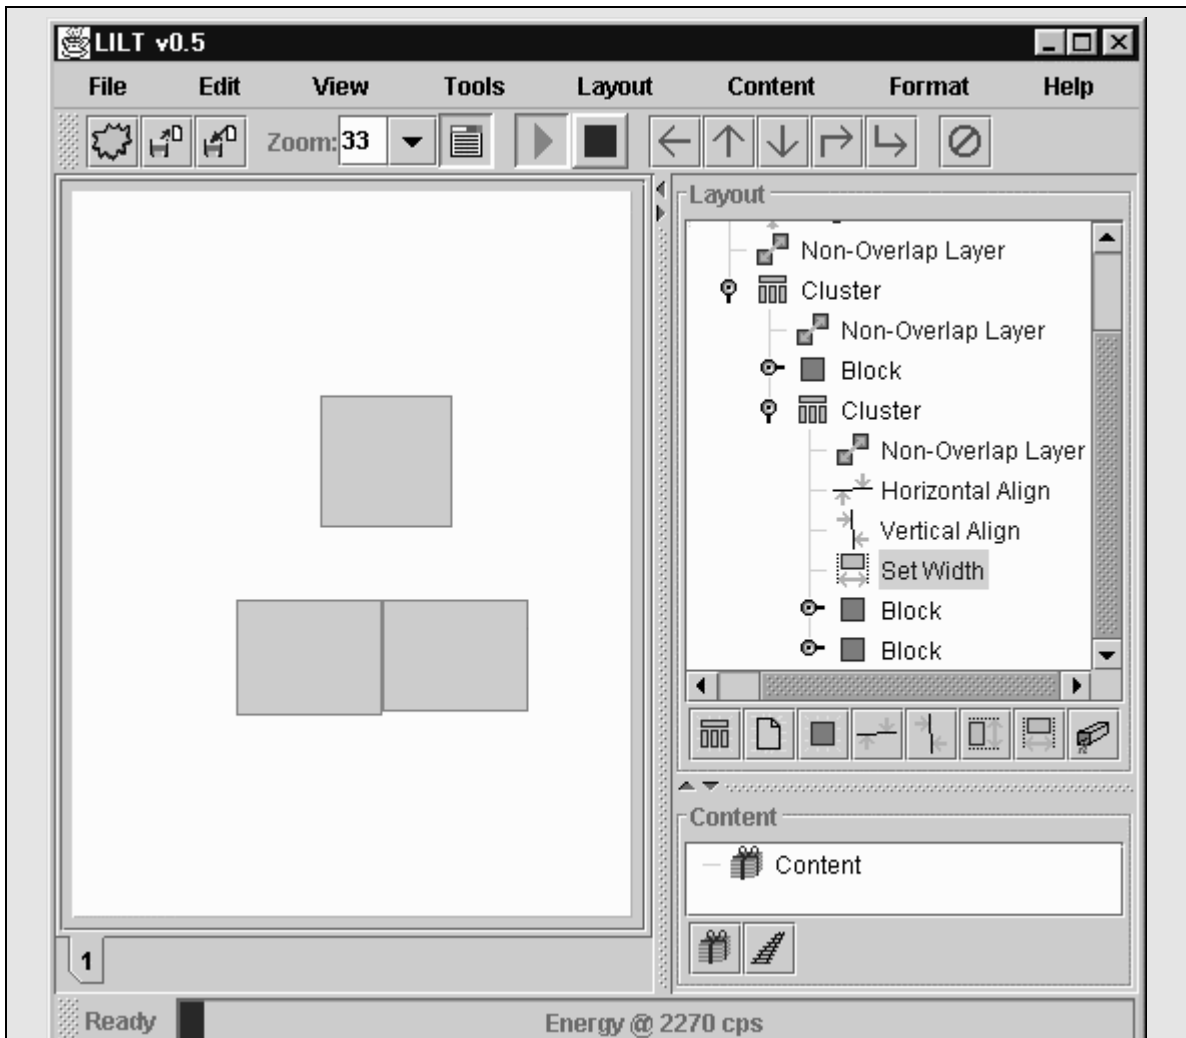 LILT v0.5
File Edit View Tools Layout Content Format Help
Zoom: 33
Layout
Non-Overlap Layer
Cluster
Non-Overlap Layer
Block
Cluster
Non-Overlap Layer
Horizontal Align
Vertical Align
Set Width
Block
Block
Content
Content
1
Ready
Energy @ 2270 cps